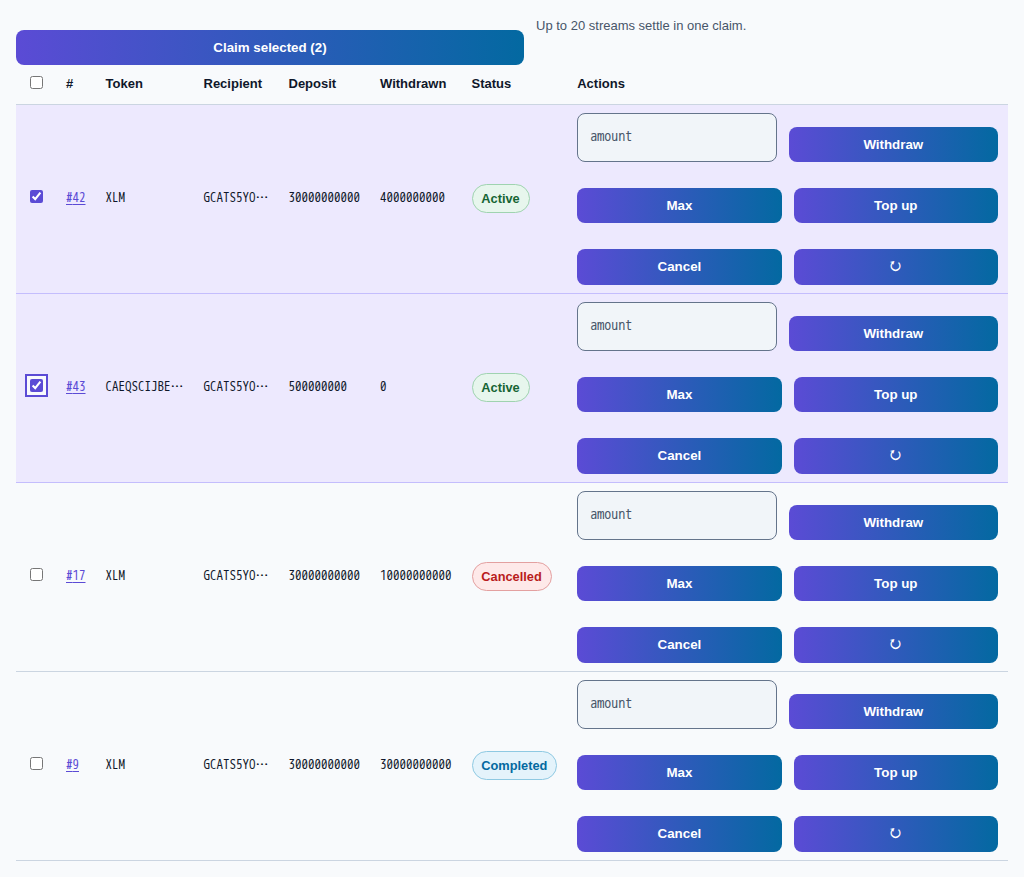 Up to 20 streams settle in one claim.
Claim selected (2)
# Token Recipient Deposit Withdrawn Status Actions
amount Withdraw
#42 XLM GCATS5YO··· 30000000000 4000000000 Active Max Top up
Cancel ↻
amount Withdraw
#43 CAEQSCIJBE··· GCATS5YO··· 500000000 0 Active Max Top up
Cancel ↻
amount Withdraw
#17 XLM GCATS5YO··· 30000000000 10000000000 Cancelled Max Top up
Cancel ↻
amount Withdraw
#9 XLM GCATS5YO··· 30000000000 30000000000 Completed Max Top up
Cancel ↻